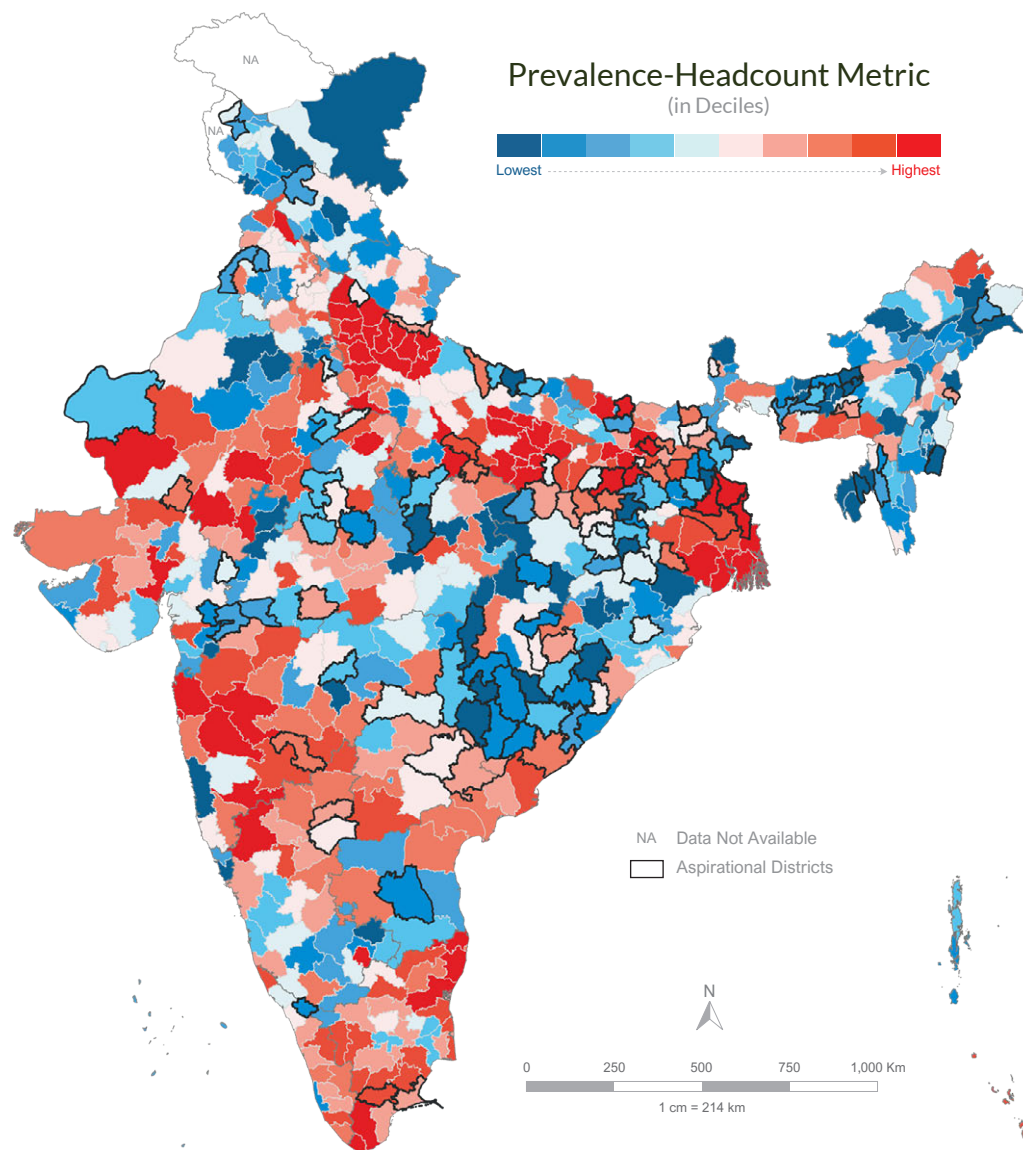 NA
NA
Prevalence-Headcount Metric
(in Deciles)
Lowest
Highest
NA Data Not Available
Aspirational Districts
N
0 250 500 750 1,000 Km
1 cm = 214 km